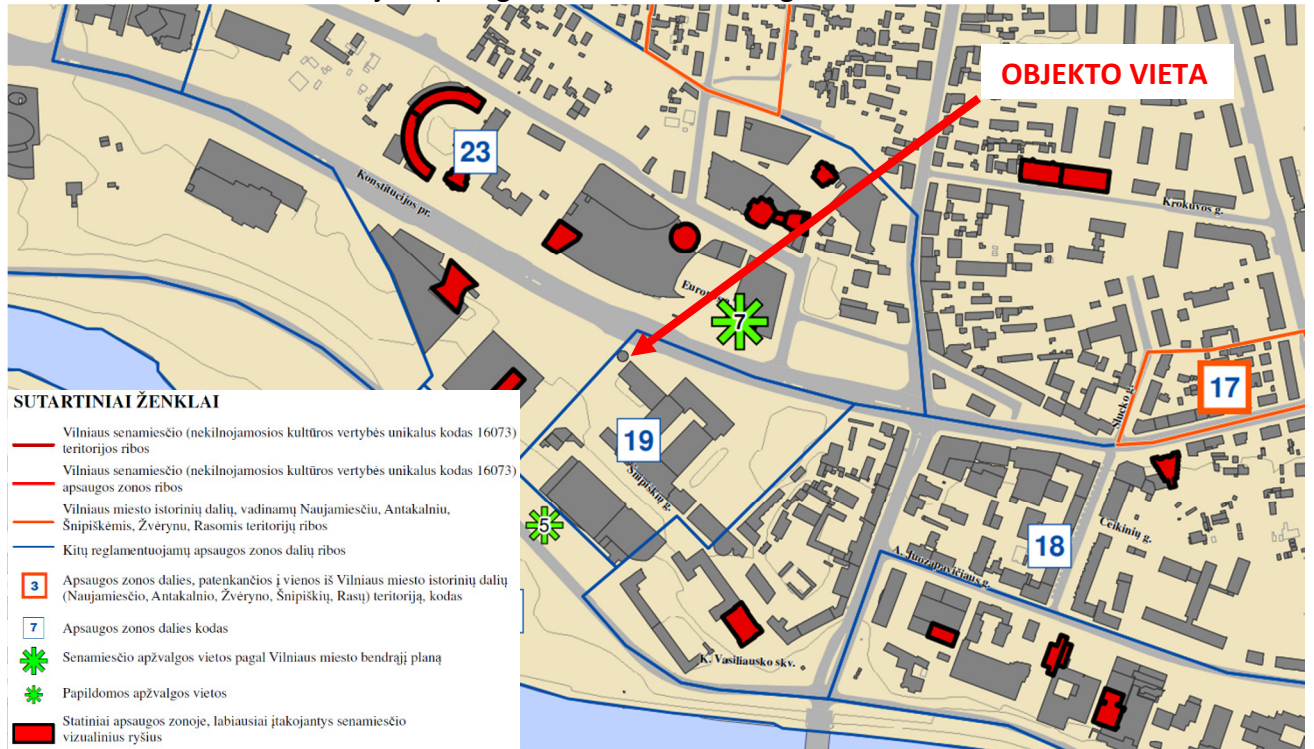 OBJEKTO VIETA
23
Konstitucijos pr.
Krokuvos g.
7
17
Slucko g.
19
Šnipiškių g.
5
18
Ceikinių g.
A. Juozapavičiaus g.
K. Vasiliausko skv.
SUTARTINIAI ŽENKLAI
Vilniaus senamiesčio (nekilnojamosios kultūros vertybės unikalus kodas 16073)
teritorijos ribos
Vilniaus senamiesčio (nekilnojamosios kultūros vertybės unikalus kodas 16073)
apsaugos zonos ribos
Vilniaus miesto istorinių dalių, vadinamų Naujamiesčiu, Antakalniu,
Šnipiškėmis, Žvėrynu, Rasomis teritorijų ribos
Kitų reglamentuojamų apsaugos zonos dalių ribos
3
Apsaugos zonos dalies, patenkančios į vienos iš Vilniaus miesto istorinių dalių
(Naujamiesčio, Antakalnio, Žvėryno, Šnipiškių, Rasų) teritoriją, kodas
7
Apsaugos zonos dalies kodas
Senamiesčio apžvalgos vietos pagal Vilniaus miesto bendrąjį planą
Papildomos apžvalgos vietos
Statiniai apsaugos zonoje, labiausiai įtakojantys senamiesčio
vizualinius ryšius